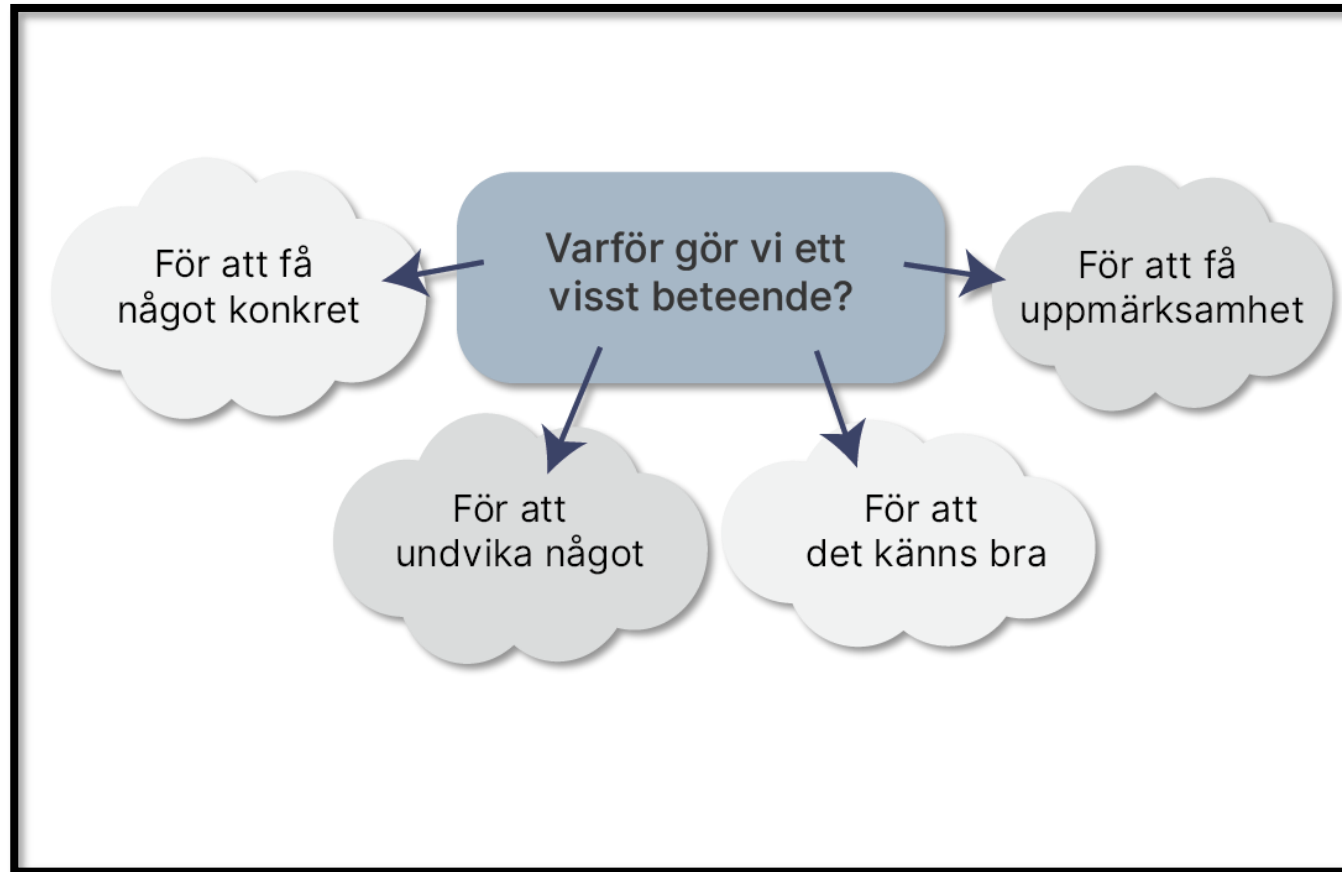 Varför gör vi ett
visst beteende?
För att få
något konkret
För att få
uppmärksamhet
För att
undvika något
För att
det känns bra